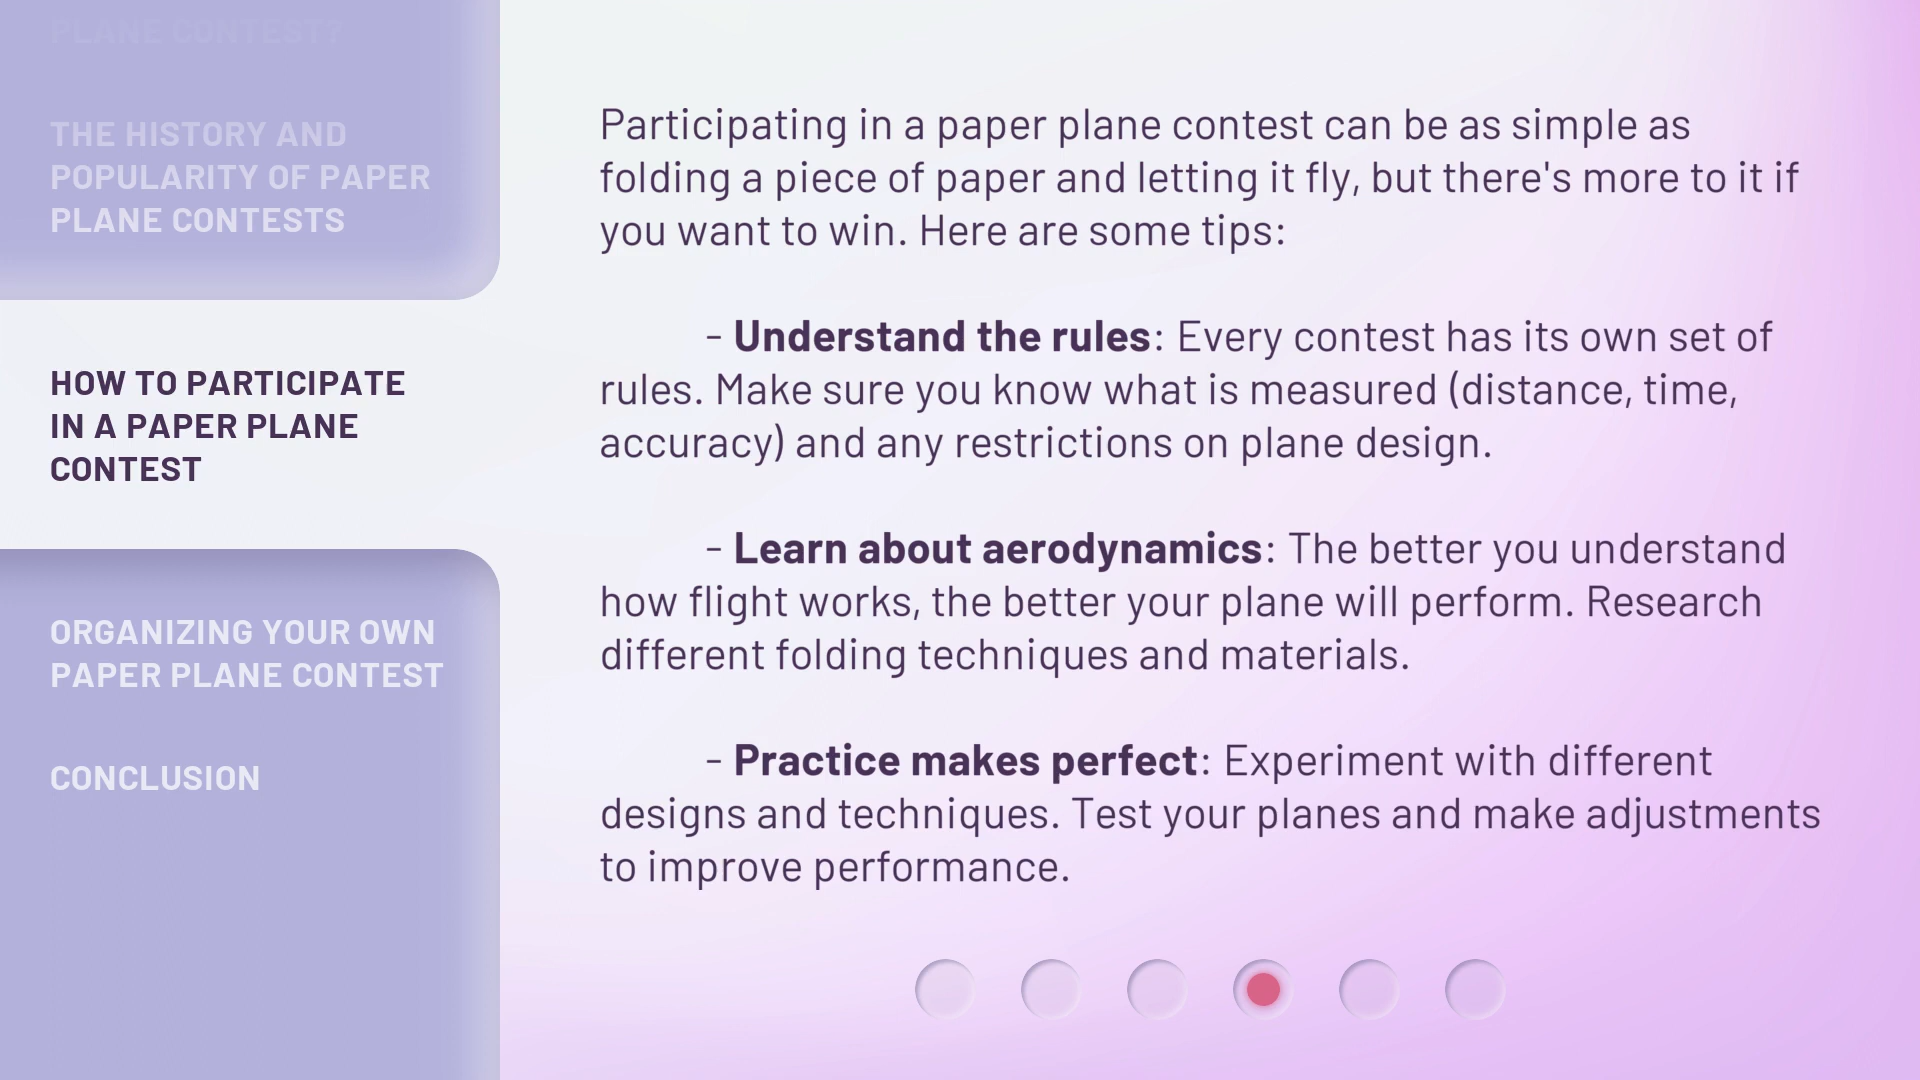 PLANE CONTEST?
THE HISTORY AND
POPULARITY OF PAPER
PLANE CONTESTS
HOW TO PARTICIPATE
IN A PAPER PLANE
CONTEST
ORGANIZING YOUR OWN
PAPER PLANE CONTEST
CONCLUSION
Participating in a paper plane contest can be as simple as
folding a piece of paper and letting it fly, but there's more to it if
you want to win. Here are some tips:
- Understand the rules: Every contest has its own set of
rules. Make sure you know what is measured (distance, time,
accuracy) and any restrictions on plane design.
- Learn about aerodynamics: The better you understand
how flight works, the better your plane will perform. Research
different folding techniques and materials.
- Practice makes perfect: Experiment with different
designs and techniques. Test your planes and make adjustments
to improve performance.